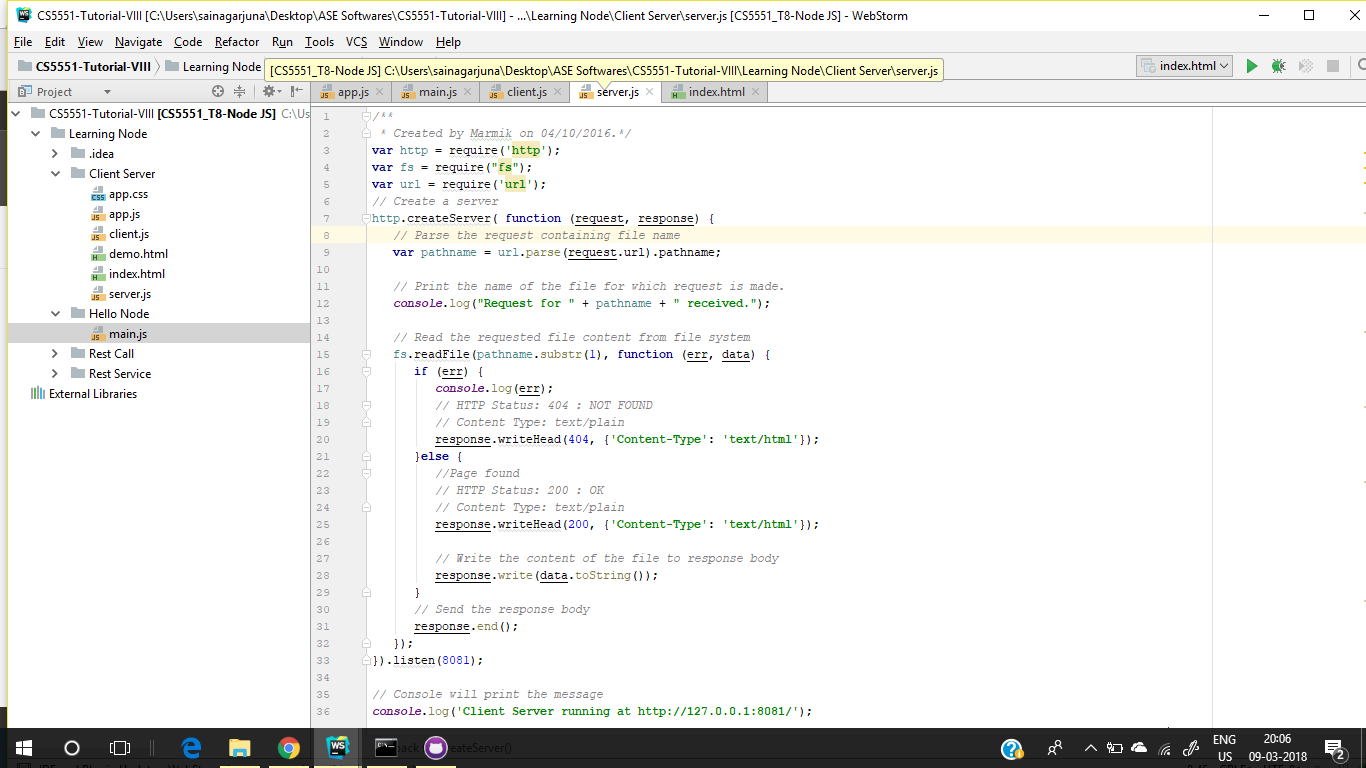 CS5551-Tutorial-VIII [C:\Users\sainagarjuna\Desktop\ASE Softwares\CS5551-Tutorial-VIII] - ...\Learning Node\Client Server\server.js [CS5551_T8-Node JS] - WebStorm
File Edit View Navigate Code Refactor Run Tools VCS Window Help
CS5551-Tutorial-VIII Learning Node
[CS5551_T8-Node JS] C:\Users\sainagarjuna\Desktop\ASE Softwares\CS5551-Tutorial-VIII\Learning Node\Client Server\server.js
index.html
Project
app.js main.js client.js server.js index.html
CS5551-Tutorial-VIII [CS5551_T8-Node JS] C:\Us
Learning Node
.idea
Client Server
app.css
app.js
client.js
demo.html
index.html
server.js
Hello Node
main.js
Rest Call
Rest Service
External Libraries
1 /**
2 * Created by Marmik on 04/10/2016.*/
3 var http = require('http');
4 var fs = require("fs");
5 var url = require('url');
6 // Create a server
7 http.createServer( function (request, response) {
8 // Parse the request containing file name
9 var pathname = url.parse(request.url).pathname;
10
11 // Print the name of the file for which request is made.
12 console.log("Request for " + pathname + " received.");
13
14 // Read the requested file content from file system
15 fs.readFile(pathname.substr(1), function (err, data) {
16 if (err) {
17 console.log(err);
18 // HTTP Status: 404 : NOT FOUND
19 // Content Type: text/plain
20 response.writeHead(404, {'Content-Type': 'text/html'});
21 }else {
22 //Page found
23 // HTTP Status: 200 : OK
24 // Content Type: text/plain
25 response.writeHead(200, {'Content-Type': 'text/html'});
26
27 // Write the content of the file to response body
28 response.write(data.toString());
29 }
30 // Send the response body
31 response.end();
32 });
33 }).listen(8081);
34
35 // Console will print the message
36 console.log('Client Server running at http://127.0.0.1:8081/');
WS
ENG
US
20:06
09-03-2018
2